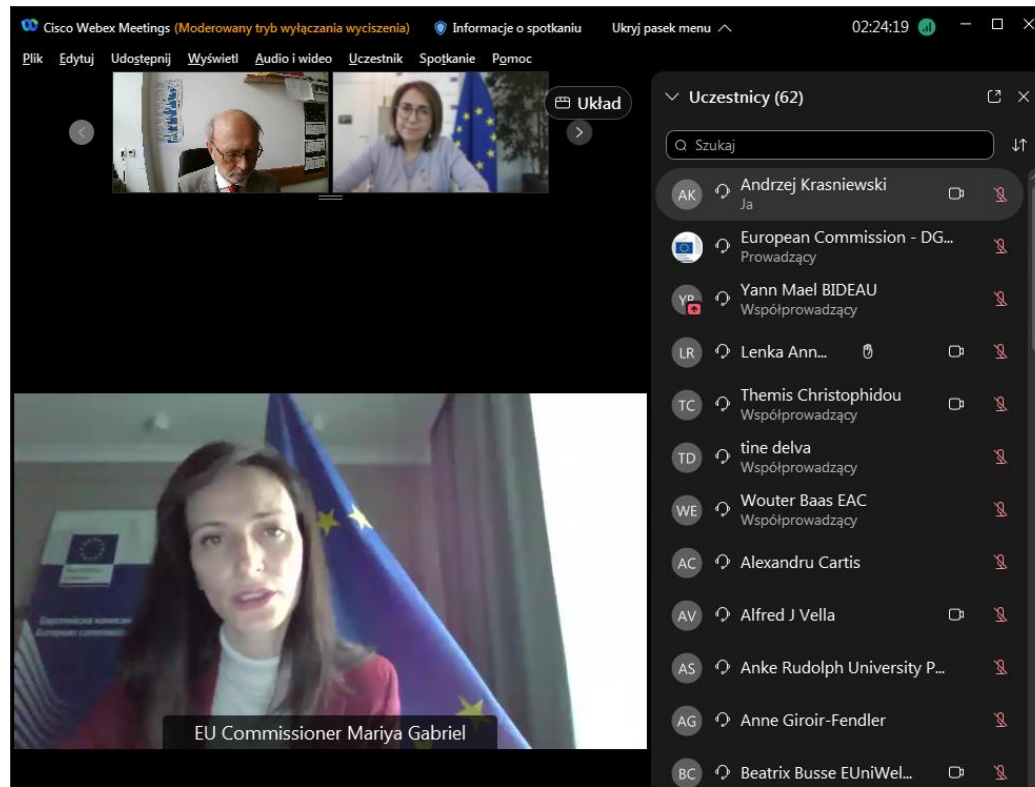 Cisco Webex Meetings (Moderowany tryb wyłączania wyciszenia)
Informacje o spotkaniu
Ukryj pasek menu
02:24:19
Plik Edytuj Udostępnij Wyświetl Audio i wideo Uczestnik Spotkanie Pomoc
Układ
EU Commissioner Mariya Gabriel
Uczestnicy (62)
Szukaj
AK Andrzej Krasniewski
Ja
European Commission - DG...
Prowadzący
YB Yann Mael BIDEAU
Współprowadzący
LR Lenka Ann...
TC Themis Christophidou
Współprowadzący
TD tine delva
Współprowadzący
WE Wouter Baas EAC
Współprowadzący
AC Alexandru Cartis
AV Alfred J Vella
AS Anke Rudolph University P...
AG Anne Giroir-Fendler
BC Beatrix Busse EUniWel...